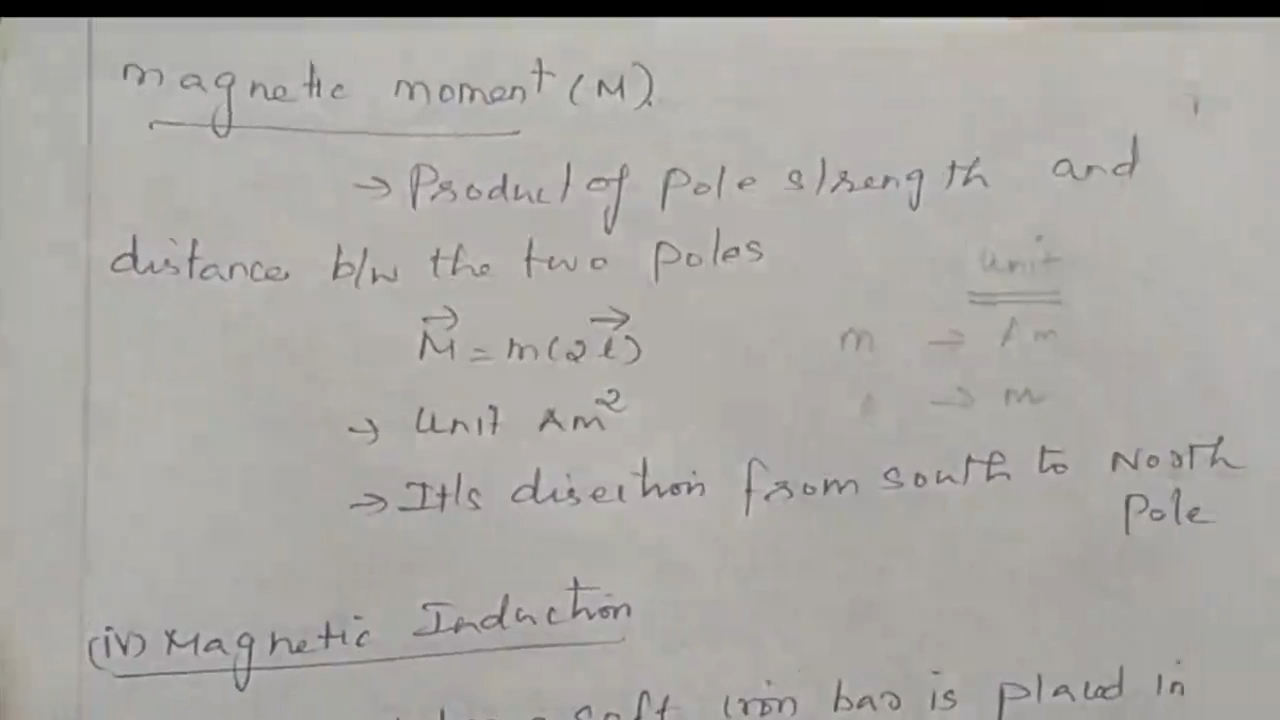 magnetic moment (M).
→ Product of pole strength and
distance b/w the two poles
unit
M⃗ = m(2l⃗)
m → Am
→ m
→ Unit Am²
→ It's direction from south to North
Pole
(iv) Magnetic Induction
soft iron bar is placed in